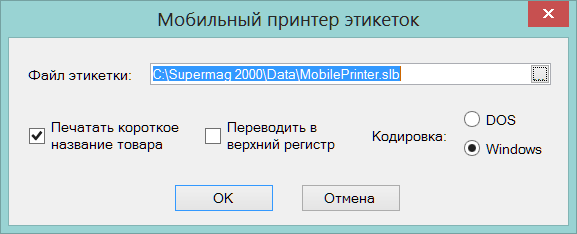 Мобильный принтер этикеток
Файл этикетки: C:\Supermag 2000\Data\MobilePrinter.slb ...
Печатать короткое название товара
Переводить в верхний регистр
Кодировка:
DOS
Windows
OK
Отмена